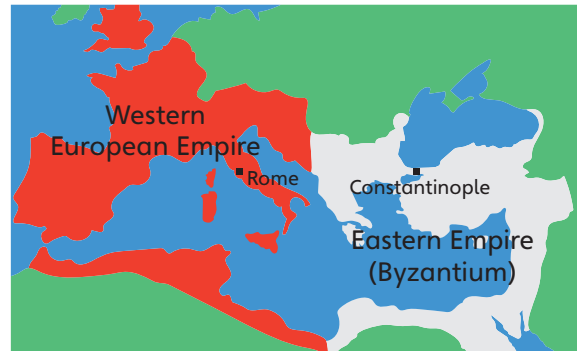 Western
European Empire
Rome
Constantinople
Eastern Empire
(Byzantium)